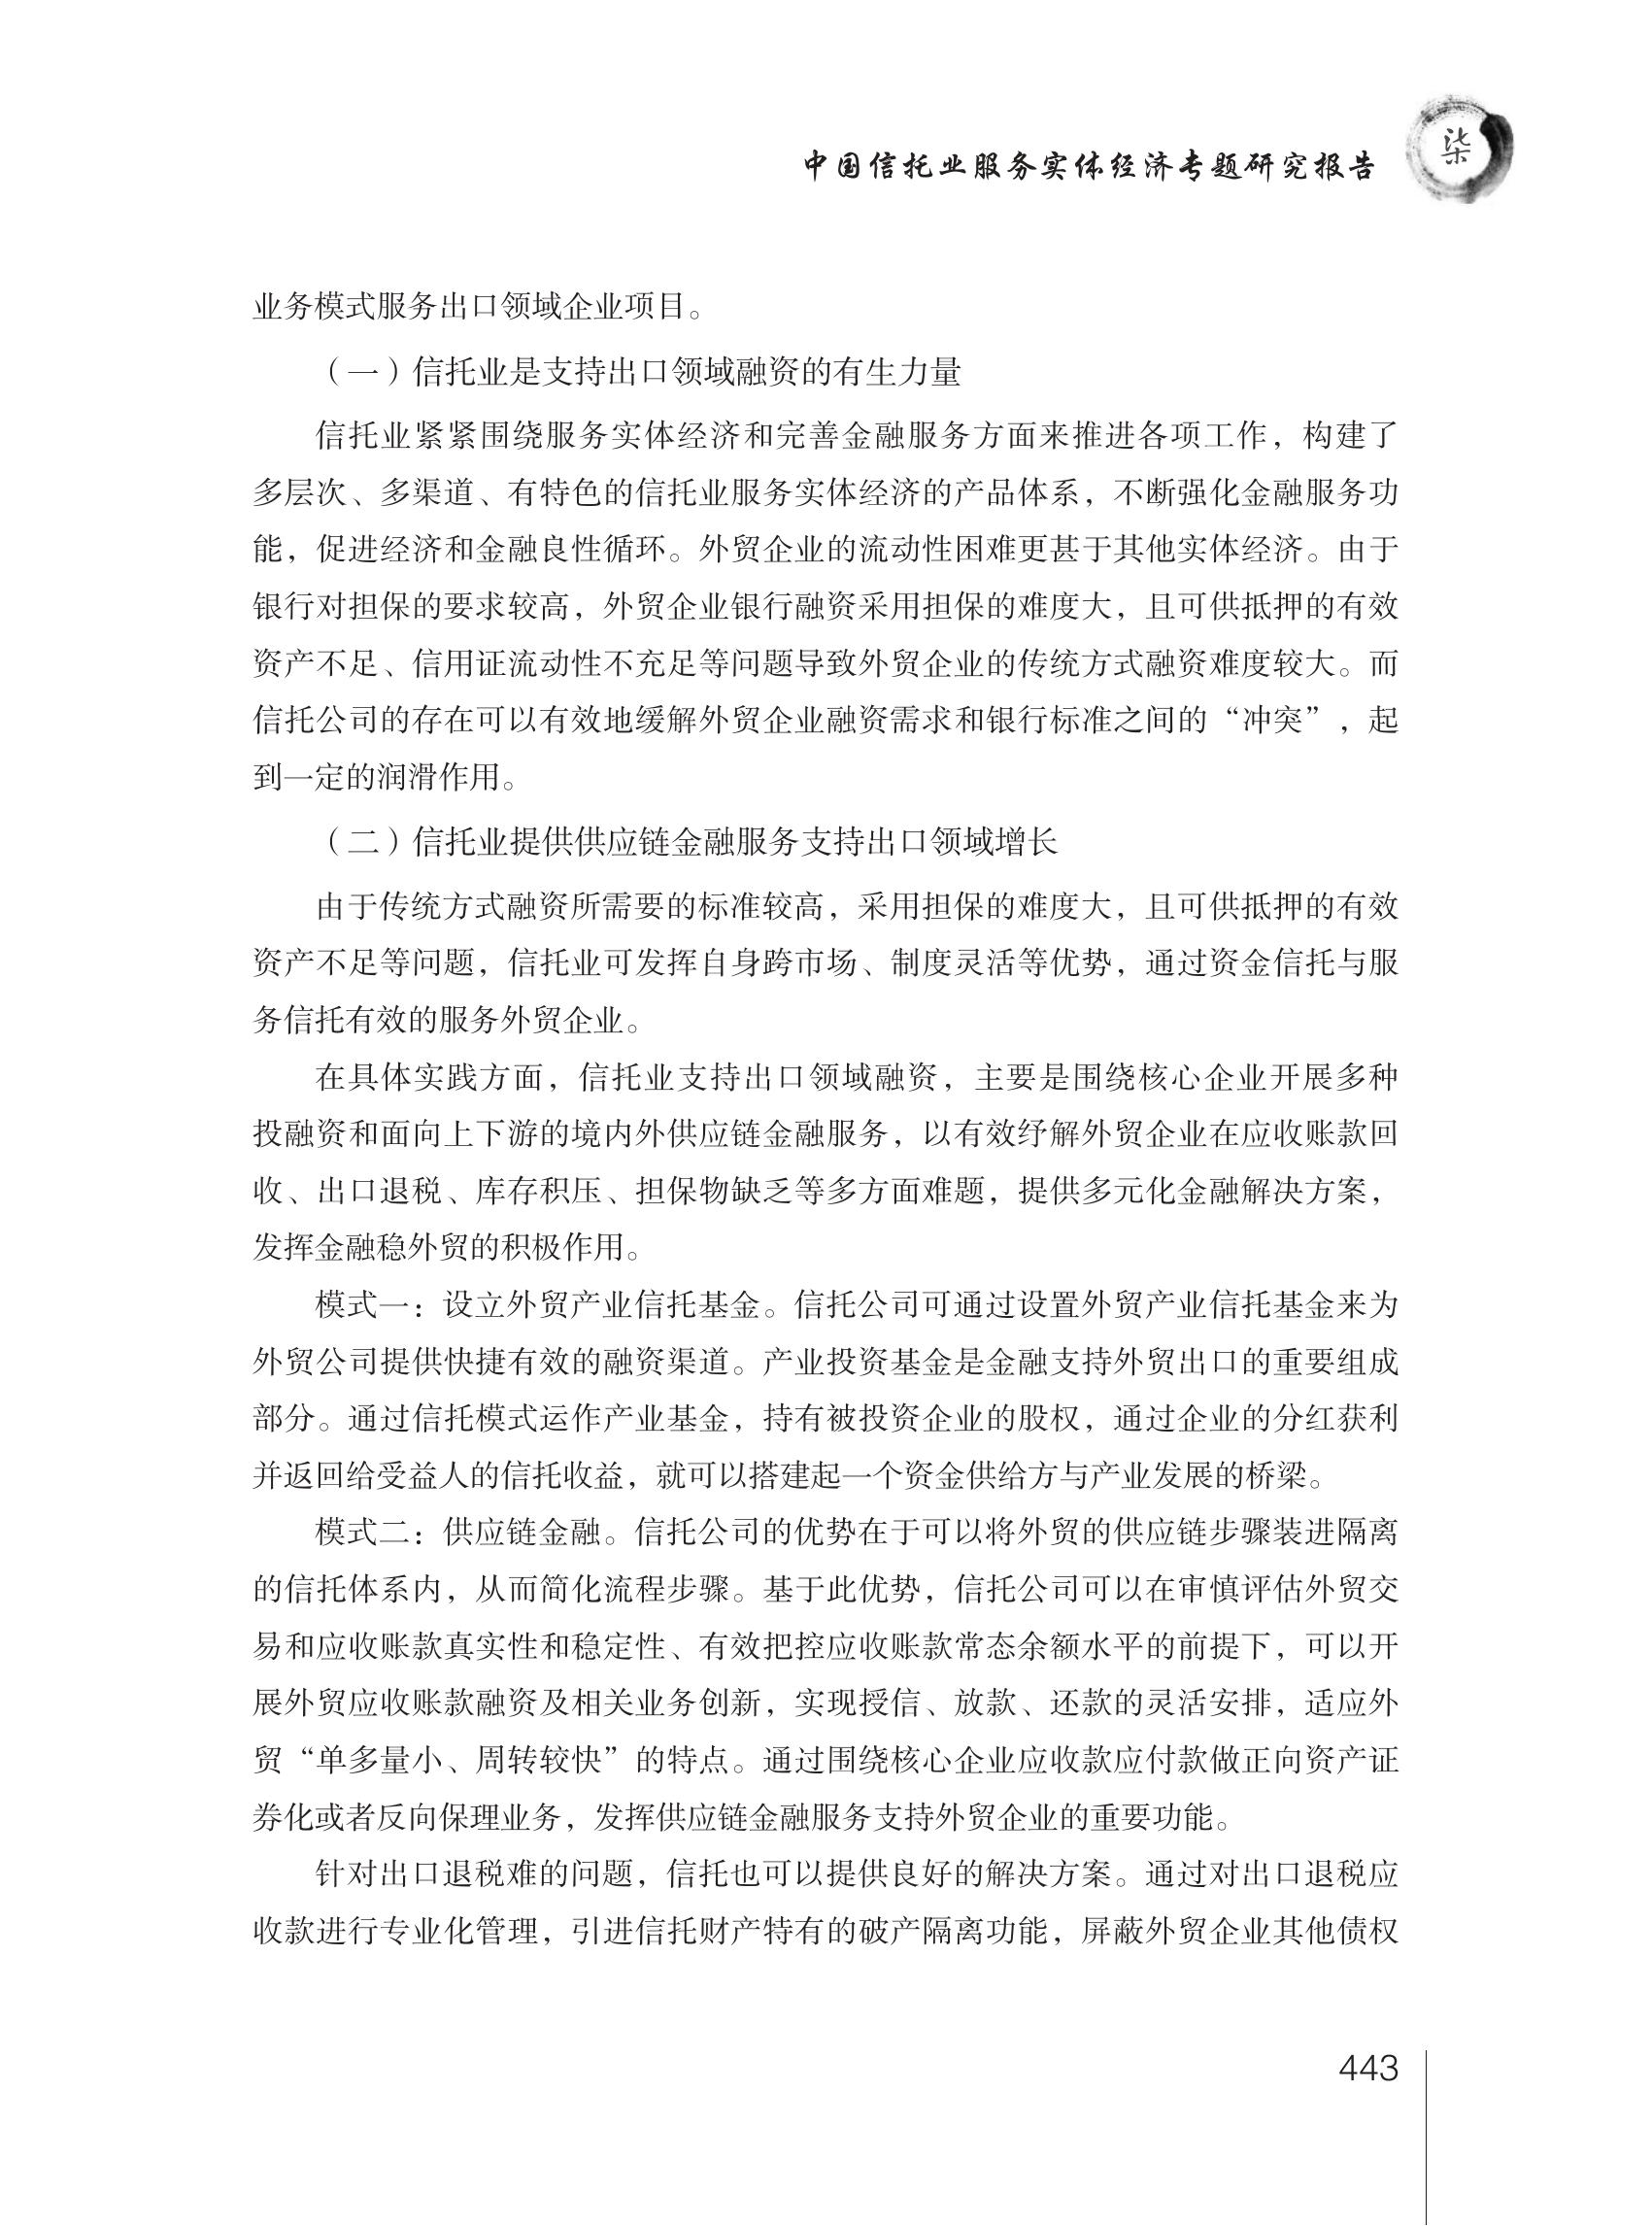 中国信托业服务实体经济专题研究报告
柒
业务模式服务出口领域企业项目。
（一）信托业是支持出口领域融资的有生力量
信托业紧紧围绕服务实体经济和完善金融服务方面来推进各项工作，构建了
多层次、多渠道、有特色的信托业服务实体经济的产品体系，不断强化金融服务功
能，促进经济和金融良性循环。外贸企业的流动性困难更甚于其他实体经济。由于
银行对担保的要求较高，外贸企业银行融资采用担保的难度大，且可供抵押的有效
资产不足、信用证流动性不充足等问题导致外贸企业的传统方式融资难度较大。而
信托公司的存在可以有效地缓解外贸企业融资需求和银行标准之间的“冲突”，起
到一定的润滑作用。
（二）信托业提供供应链金融服务支持出口领域增长
由于传统方式融资所需要的标准较高，采用担保的难度大，且可供抵押的有效
资产不足等问题，信托业可发挥自身跨市场、制度灵活等优势，通过资金信托与服
务信托有效的服务外贸企业。
在具体实践方面，信托业支持出口领域融资，主要是围绕核心企业开展多种
投融资和面向上下游的境内外供应链金融服务，以有效纾解外贸企业在应收账款回
收、出口退税、库存积压、担保物缺乏等多方面难题，提供多元化金融解决方案，
发挥金融稳外贸的积极作用。
模式一：设立外贸产业信托基金。信托公司可通过设置外贸产业信托基金来为
外贸公司提供快捷有效的融资渠道。产业投资基金是金融支持外贸出口的重要组成
部分。通过信托模式运作产业基金，持有被投资企业的股权，通过企业的分红获利
并返回给受益人的信托收益，就可以搭建起一个资金供给方与产业发展的桥梁。
模式二：供应链金融。信托公司的优势在于可以将外贸的供应链步骤装进隔离
的信托体系内，从而简化流程步骤。基于此优势，信托公司可以在审慎评估外贸交
易和应收账款真实性和稳定性、有效把控应收账款常态余额水平的前提下，可以开
展外贸应收账款融资及相关业务创新，实现授信、放款、还款的灵活安排，适应外
贸“单多量小、周转较快”的特点。通过围绕核心企业应收款应付款做正向资产证
券化或者反向保理业务，发挥供应链金融服务支持外贸企业的重要功能。
针对出口退税难的问题，信托也可以提供良好的解决方案。通过对出口退税应
收款进行专业化管理，引进信托财产特有的破产隔离功能，屏蔽外贸企业其他债权
443